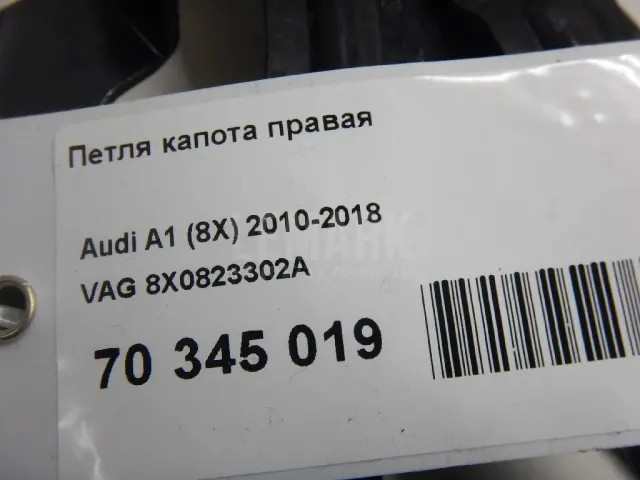 Петля капота правая
Audi A1 (8X) 2010-2018
VAG 8X0823302A
70 345 019